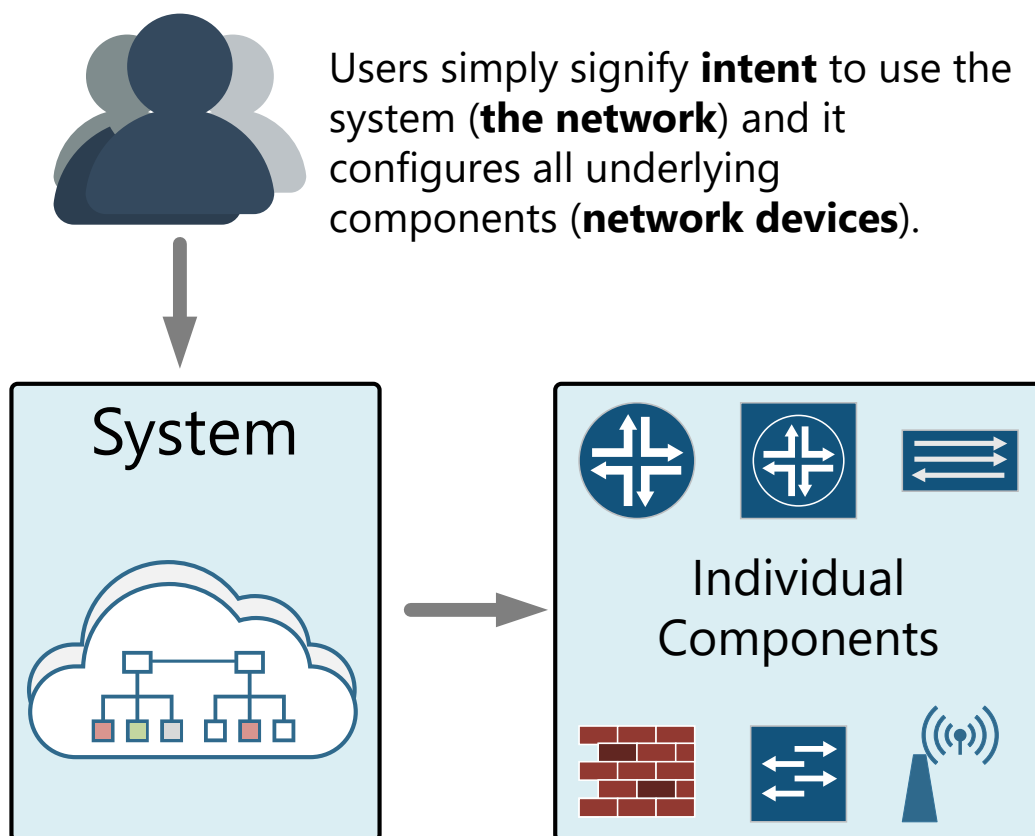 Users simply signify intent to use the
system (the network) and it
configures all underlying
components (network devices).
System
Individual
Components